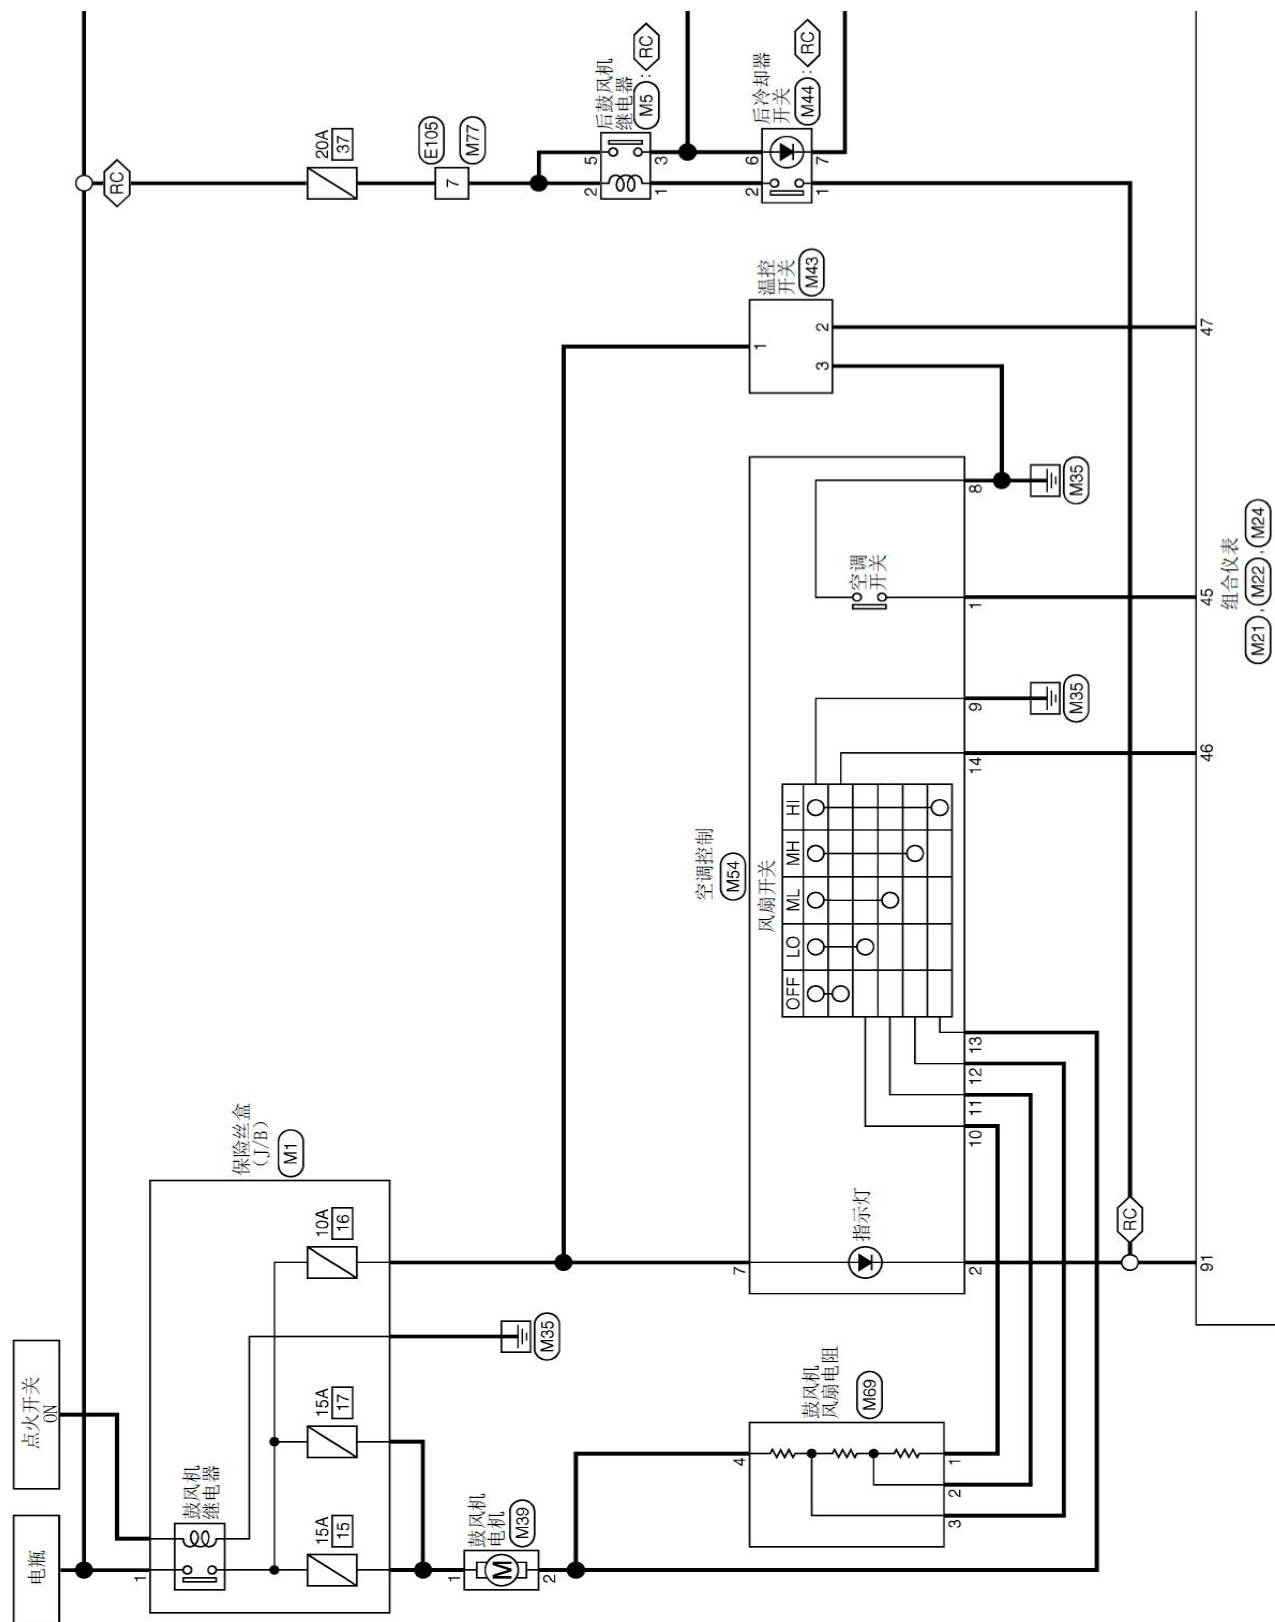 电瓶
点火开关
ON
RC
鼓风机
继电器
1
保险丝盒
(J/B)
M1
15A
15
15A
17
10A
16
20A
37
E105
M77
7
鼓风机
电机
M39
M
1
2
M35
后鼓风机
继电器
M5 : RC
2
5
1
3
后冷却器
开关
M44 : RC
2
6
1
7
温控
开关
M43
1
3
2
空调控制
M54
风扇开关
OFF
LO
ML
MH
HI
7
指示灯
空调
开关
2
10
11
12
13
14
9
1
8
M35
M35
鼓风机
风扇电阻
M69
4
3
2
1
RC
91
46
45
47
组合仪表
M21 , M22 , M24